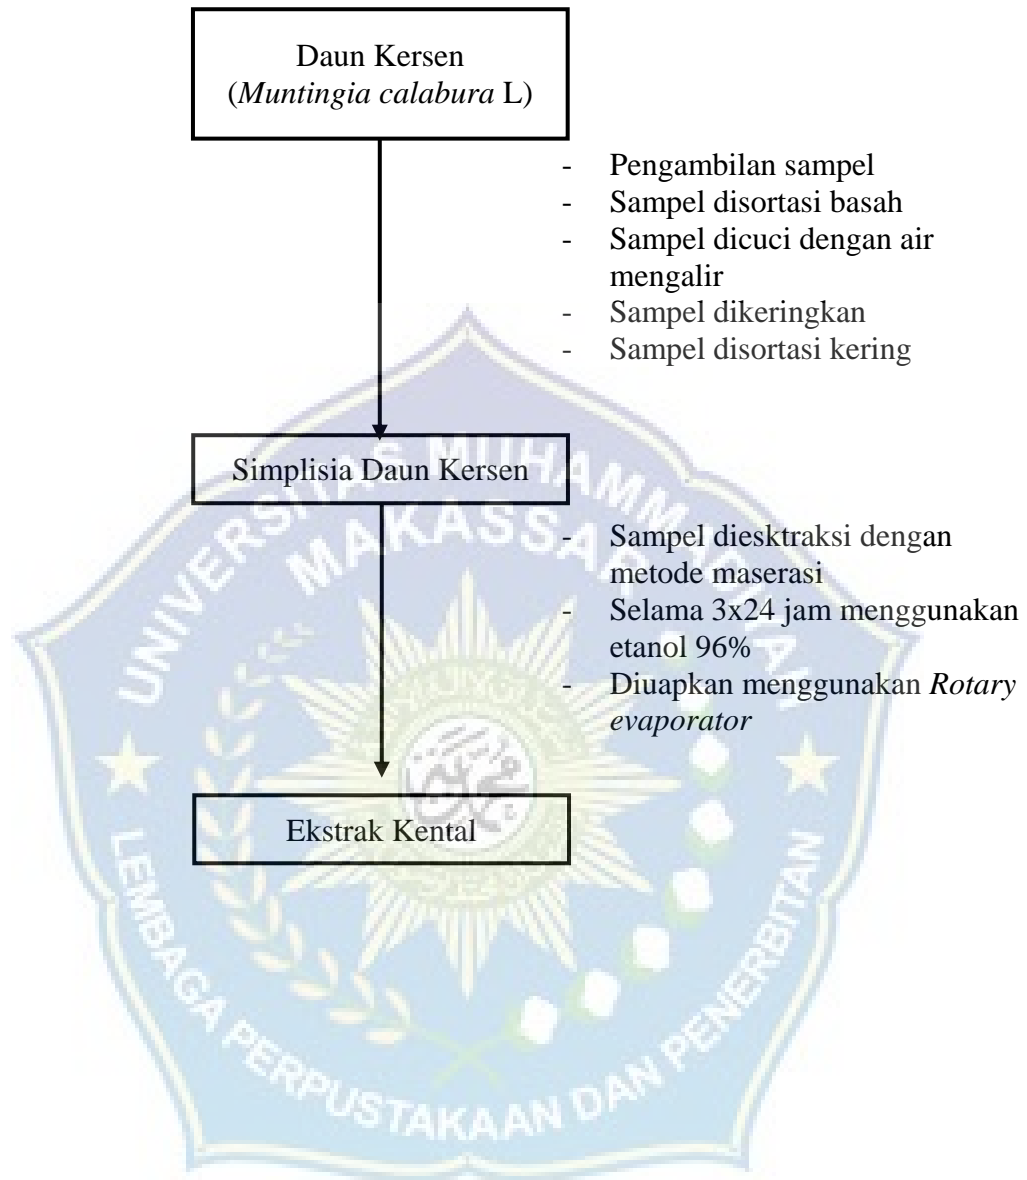 Daun Kersen
(Muntingia calabura L)
- Pengambilan sampel
- Sampel disortasi basah
- Sampel dicuci dengan air
mengalir
- Sampel dikeringkan
- Sampel disortasi kering
Simplisia Daun Kersen
- Sampel diesktraksi dengan
metode maserasi
- Selama 3x24 jam menggunakan
etanol 96%
- Diuapkan menggunakan Rotary
evaporator
Ekstrak Kental
UNIVERSITAS MUHAMMADIYAH
MAKASSAR
LEMBAGA PERPUSTAKAAN DAN PENERBITAN